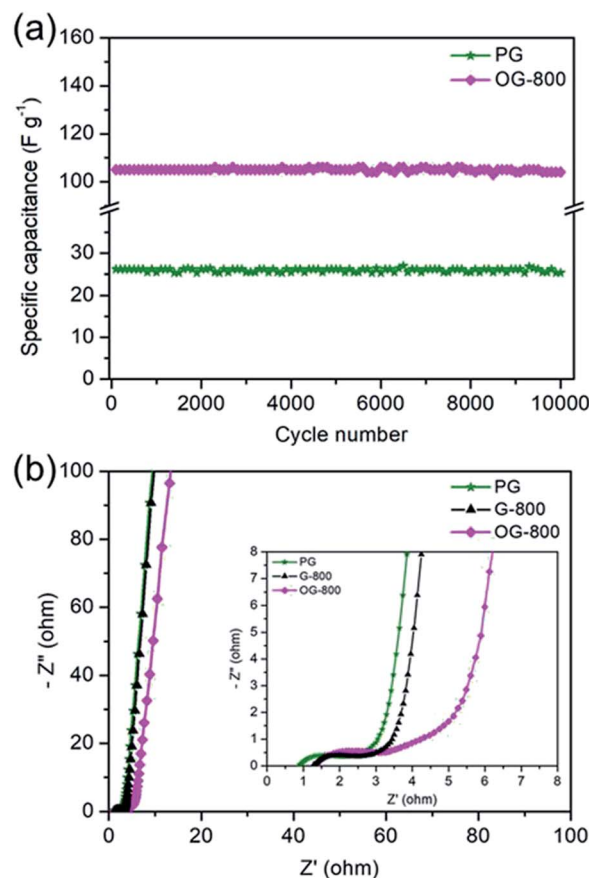 (a)
160
140
120
100
30
25
20
15
0
Specific capacitance (F g⁻¹)
PG
OG-800
0 2000 4000 6000 8000 10000
Cycle number
(b)
100
80
60
40
20
0
- Z'' (ohm)
PG
G-800
OG-800
8
7
6
5
4
3
2
1
0
- Z'' (ohm)
PG
G-800
OG-800
0 1 2 3 4 5 6 7 8
Z' (ohm)
0 20 40 60 80 100
Z' (ohm)